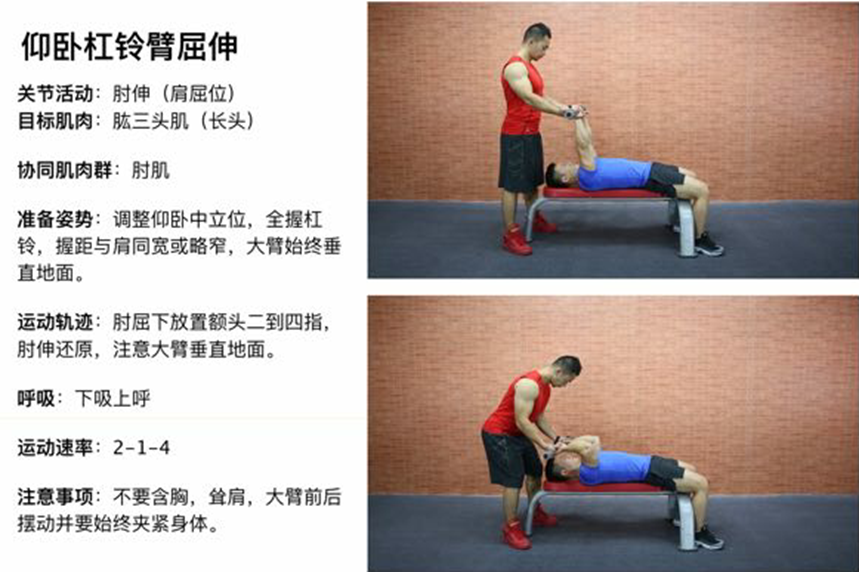 仰卧杠铃臂屈伸
关节活动：肘伸（肩屈位）
目标肌肉：肱三头肌（长头）
协同肌肉群：肘肌
准备姿势：调整仰卧中立位，全握杠
铃，握距与肩同宽或略窄，大臂始终垂
直地面。
运动轨迹：肘屈下放置额头二到四指，
肘伸还原，注意大臂垂直地面。
呼吸：下吸上呼
运动速率：2-1-4
注意事项：不要含胸，耸肩，大臂前后
摆动并要始终夹紧身体。